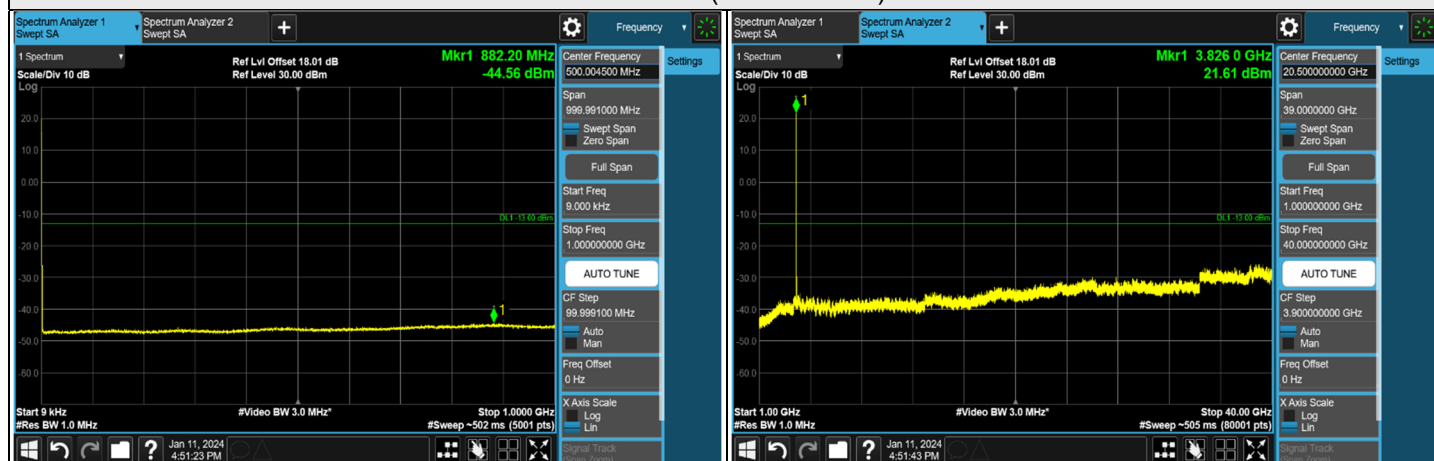 Spectrum Analyzer 1
Swept SA
Spectrum Analyzer 2
Swept SA
Frequency
1 Spectrum
Scale/Div 10 dB
Log
Ref Lvl Offset 18.01 dB
Ref Level 30.00 dBm
Mkr1 882.20 MHz
-44.56 dBm
20.0
10.0
0.00
-10.0
-20.0
-30.0
-40.0
-50.0
-60.0
DL1 -13.00 dBm
1
Start 9 kHz
#Res BW 1.0 MHz
#Video BW 3.0 MHz*
Stop 1.0000 GHz
#Sweep ~502 ms (5001 pts)
Center Frequency
500.004500 MHz
Settings
Span
999.991000 MHz
Swept Span
Zero Span
Full Span
Start Freq
9.000 kHz
Stop Freq
1.000000000 GHz
AUTO TUNE
CF Step
99.999100 MHz
Auto
Man
Freq Offset
0 Hz
X Axis Scale
Log
Lin
Signal Track
(Span Zoom)
?
Jan 11, 2024
4:51:23 PM
Spectrum Analyzer 1
Swept SA
Spectrum Analyzer 2
Swept SA
Frequency
1 Spectrum
Scale/Div 10 dB
Log
Ref Lvl Offset 18.01 dB
Ref Level 30.00 dBm
Mkr1 3.826 0 GHz
21.61 dBm
1
20.0
10.0
0.00
-10.0
-20.0
-30.0
-40.0
-50.0
-60.0
DL1 -13.00 dBm
Start 1.00 GHz
#Res BW 1.0 MHz
#Video BW 3.0 MHz*
Stop 40.00 GHz
#Sweep ~505 ms (80001 pts)
Center Frequency
20.500000000 GHz
Settings
Span
39.0000000 GHz
Swept Span
Zero Span
Full Span
Start Freq
1.000000000 GHz
Stop Freq
40.000000000 GHz
AUTO TUNE
CF Step
3.900000000 GHz
Auto
Man
Freq Offset
0 Hz
X Axis Scale
Log
Lin
Signal Track
(Span Zoom)
?
Jan 11, 2024
4:51:43 PM